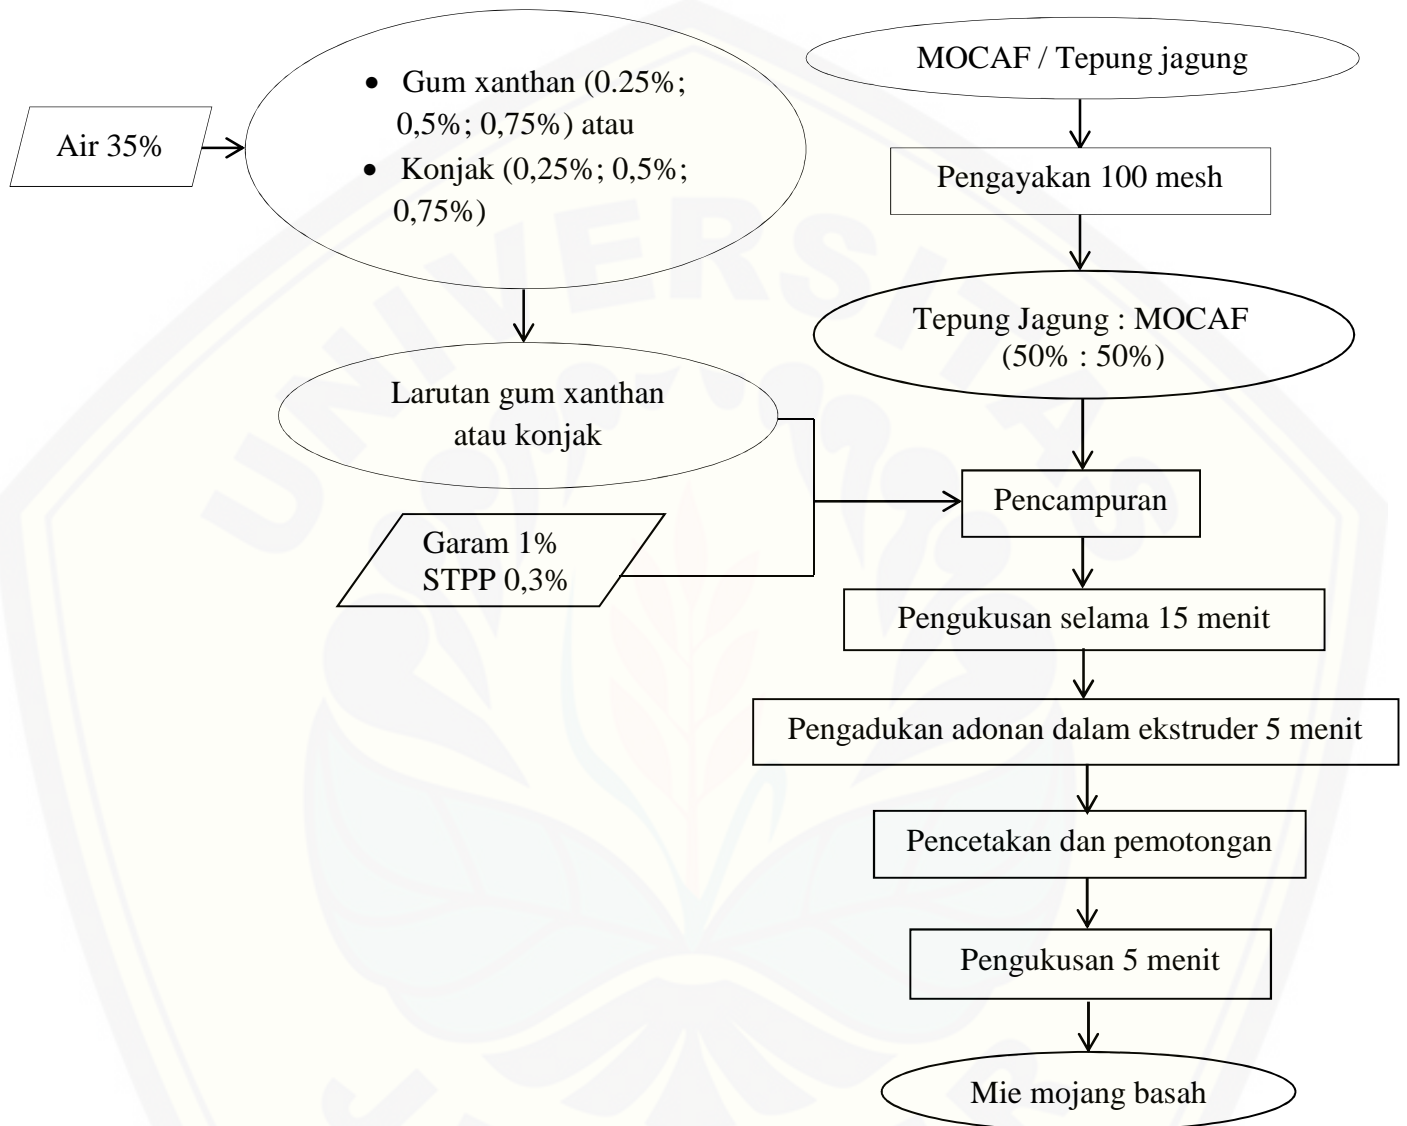 Air 35%
• Gum xanthan (0.25%;
0,5%; 0,75%) atau
• Konjak (0,25%; 0,5%;
0,75%)
Larutan gum xanthan
atau konjak
Garam 1%
STPP 0,3%
MOCAF / Tepung jagung
Pengayakan 100 mesh
Tepung Jagung : MOCAF
(50% : 50%)
Pencampuran
Pengukusan selama 15 menit
Pengadukan adonan dalam ekstruder 5 menit
Pencetakan dan pemotongan
Pengukusan 5 menit
Mie mojang basah
UNIVERSITAS